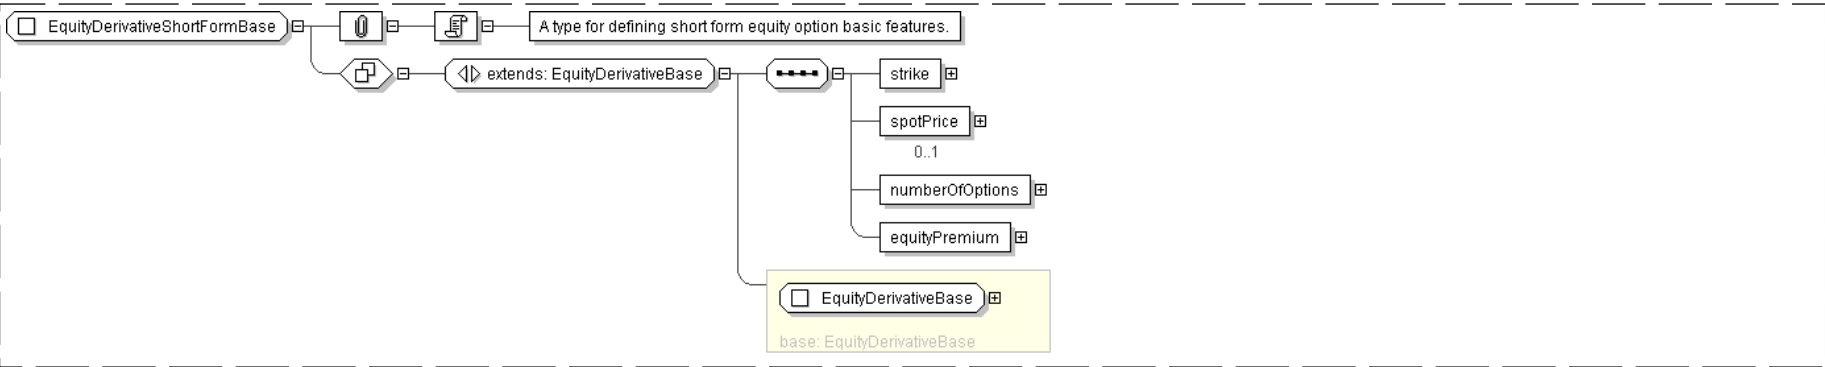 EquityDerivativeShortFormBase
A type for defining short form equity option basic features.
extends: EquityDerivativeBase
strike
spotPrice
0..1
numberOfOptions
equityPremium
EquityDerivativeBase
base: EquityDerivativeBase